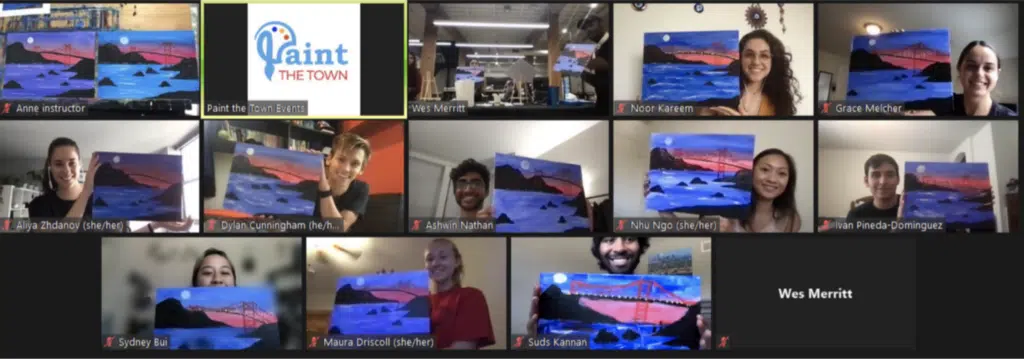 Anne instructor
Paint
THE TOWN
Paint the Town Events
Wes Merritt
Noor Kareem
Grace Melcher
Aliya Zhdanov (she/her)
Dylan Cunningham (he/h...
Ashwin Nathan
Nhu Ngo (she/her)
Ivan Pineda-Dominguez
Sydney Bui
Maura Driscoll (she/her)
Suds Kannan
Wes Merritt